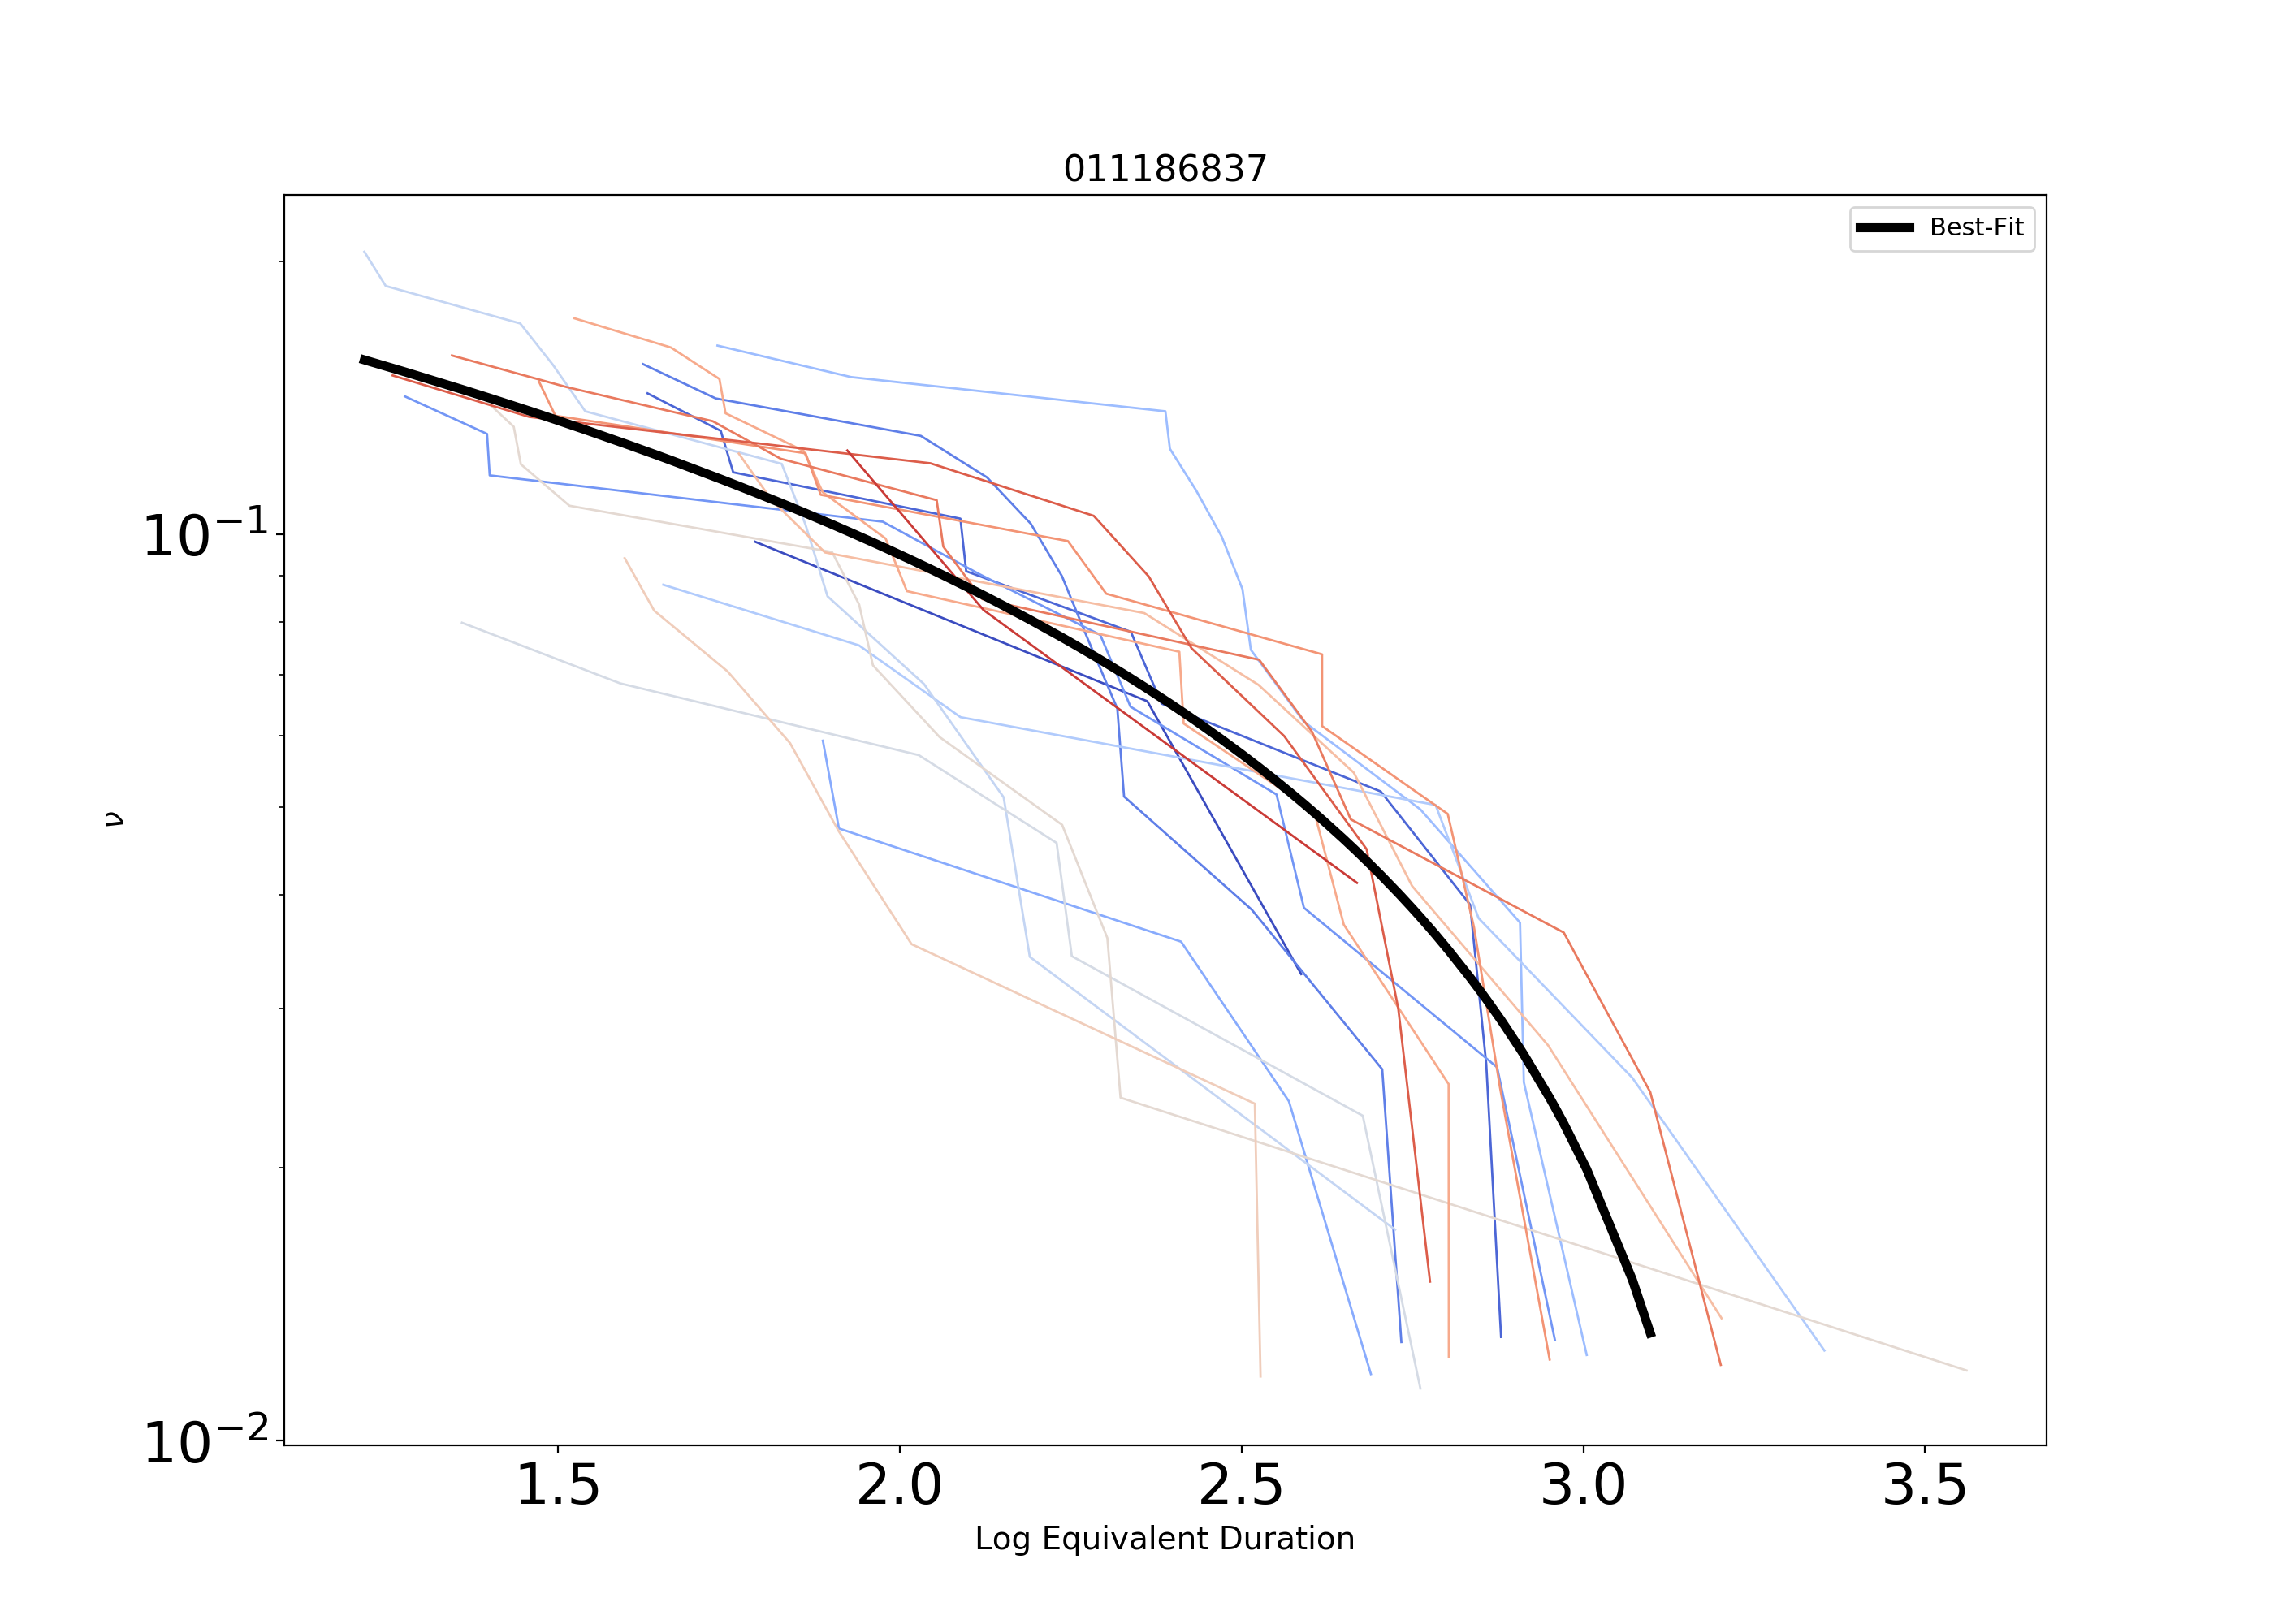 011186837
Best-Fit
10⁻¹
ν
10⁻²
1.5 2.0 2.5 3.0 3.5
Log Equivalent Duration